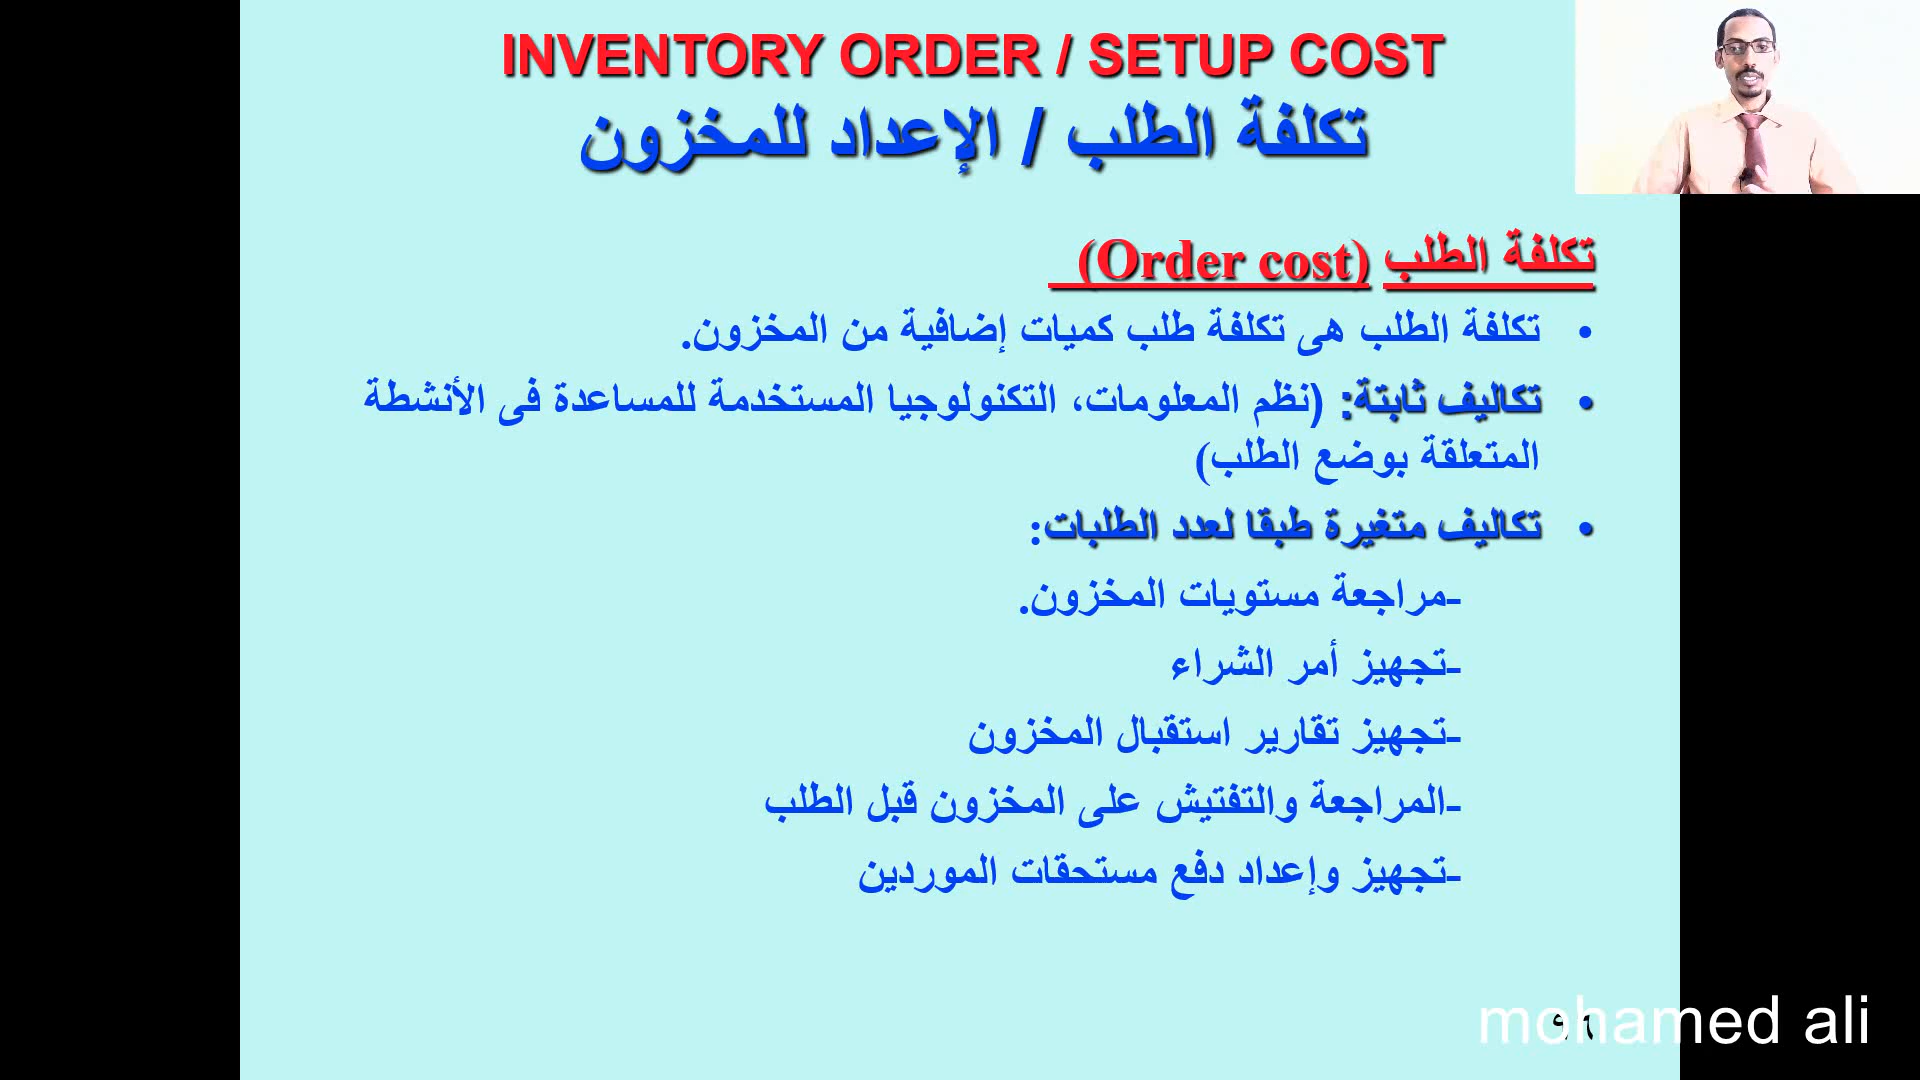 INVENTORY ORDER / SETUP COST
تكلفة الطلب / الإعداد للمخزون
تكلفة الطلب (Order cost)
• تكلفة الطلب هى تكلفة طلب كميات إضافية من المخزون.
• تكاليف ثابتة: (نظم المعلومات، التكنولوجيا المستخدمة للمساعدة فى الأنشطة
المتعلقة بوضع الطلب)
• تكاليف متغيرة طبقا لعدد الطلبات:
-مراجعة مستويات المخزون.
-تجهيز أمر الشراء
-تجهيز تقارير استقبال المخزون
-المراجعة والتفتيش على المخزون قبل الطلب
-تجهيز وإعداد دفع مستحقات الموردين
mohamed ali